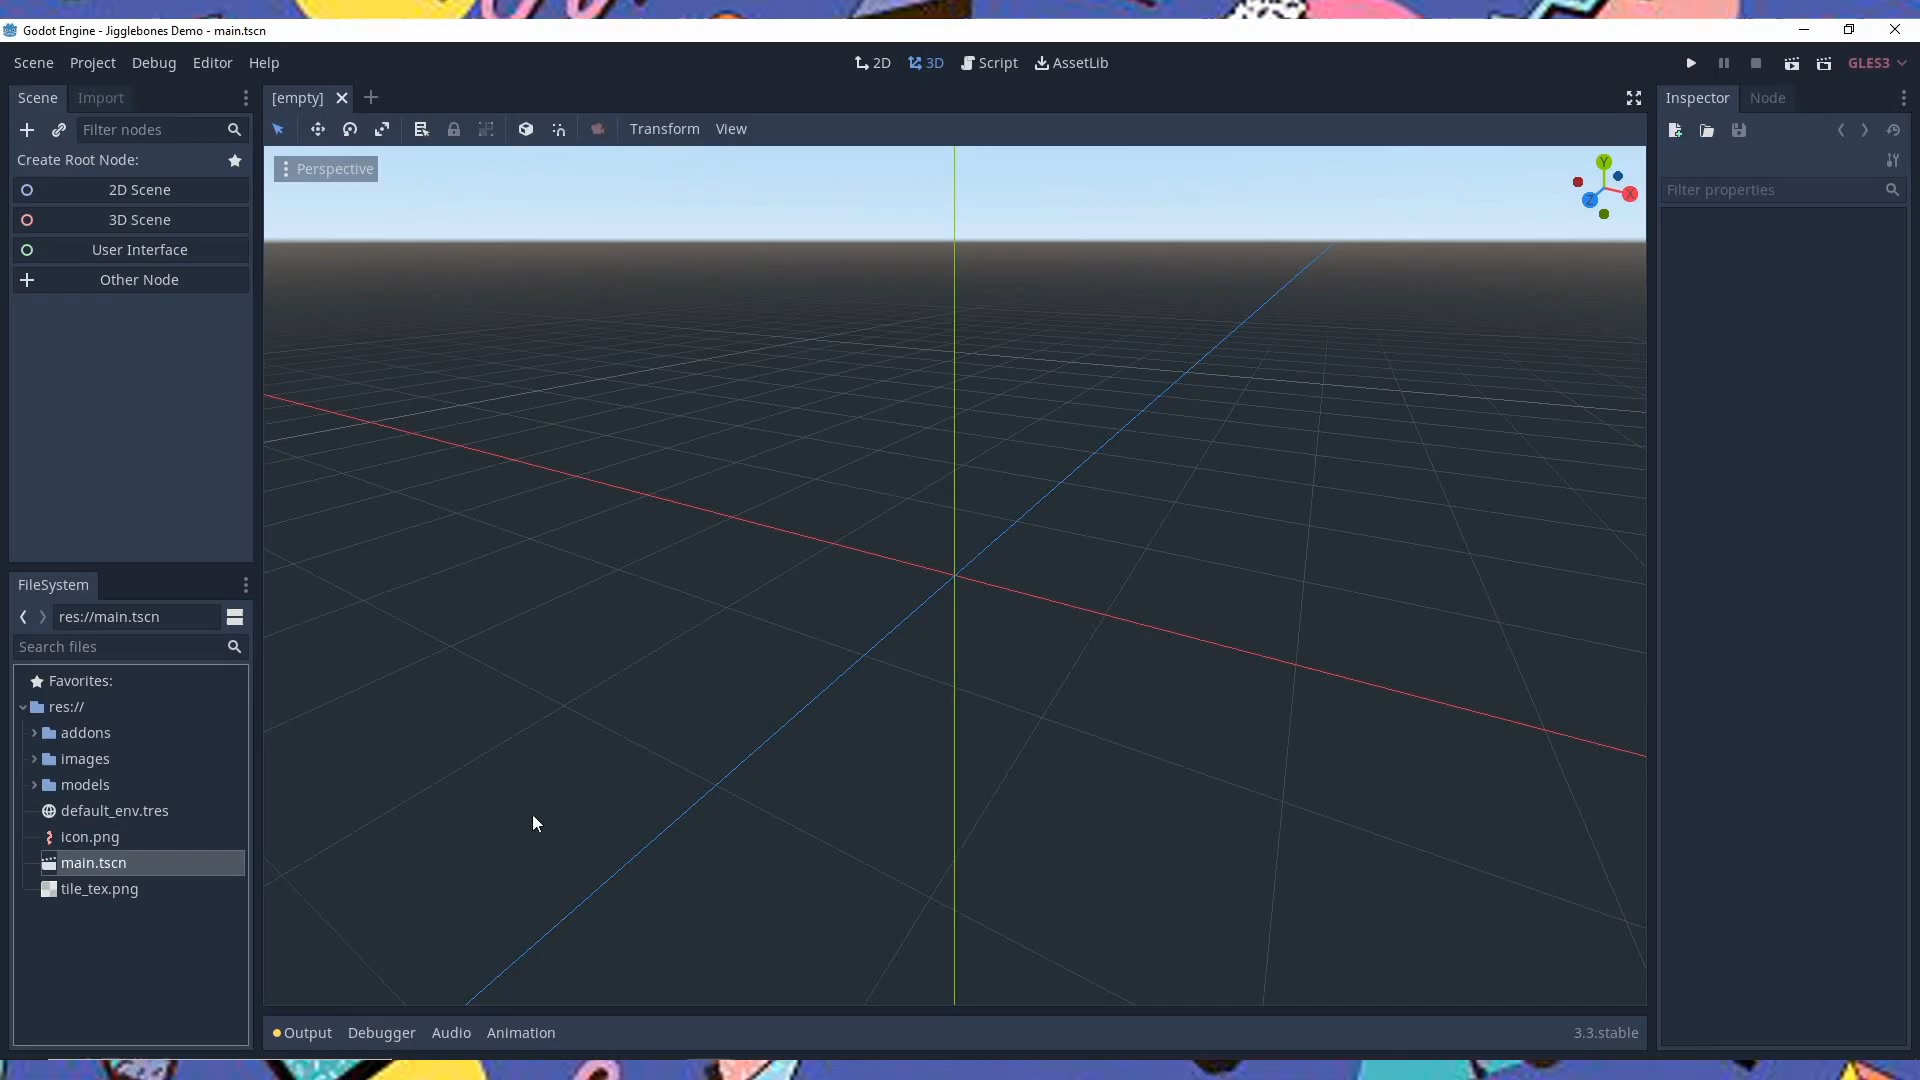 Godot Engine - Jigglebones Demo - main.tscn
Scene Project Debug Editor Help 2D 3D Script AssetLib GLES3
Scene Import [empty] Inspector Node
Filter nodes Transform View
Create Root Node: Perspective Y X Z
2D Scene Filter properties
3D Scene
User Interface
Other Node
FileSystem
res://main.tscn
Search files
Favorites:
res://
addons
images
models
default_env.tres
icon.png
main.tscn
tile_tex.png
Output Debugger Audio Animation 3.3.stable